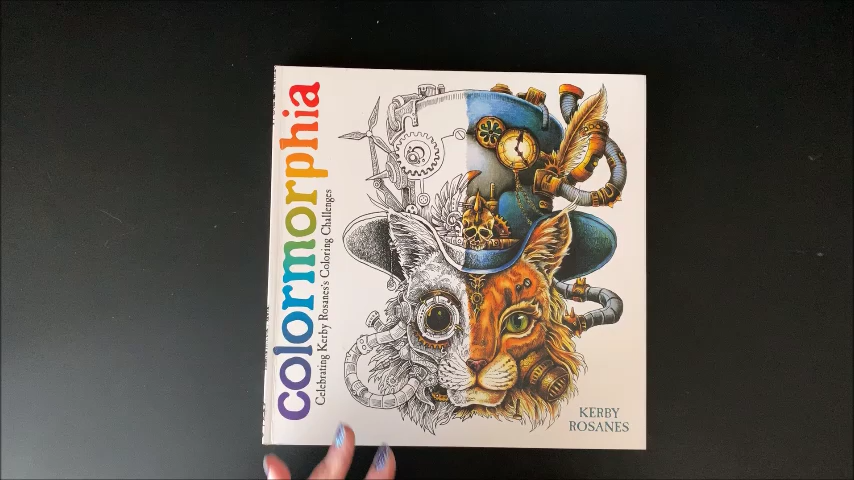 colormorphia
Celebrating Kerby Rosanes's Coloring Challenges
KERBY
ROSANES